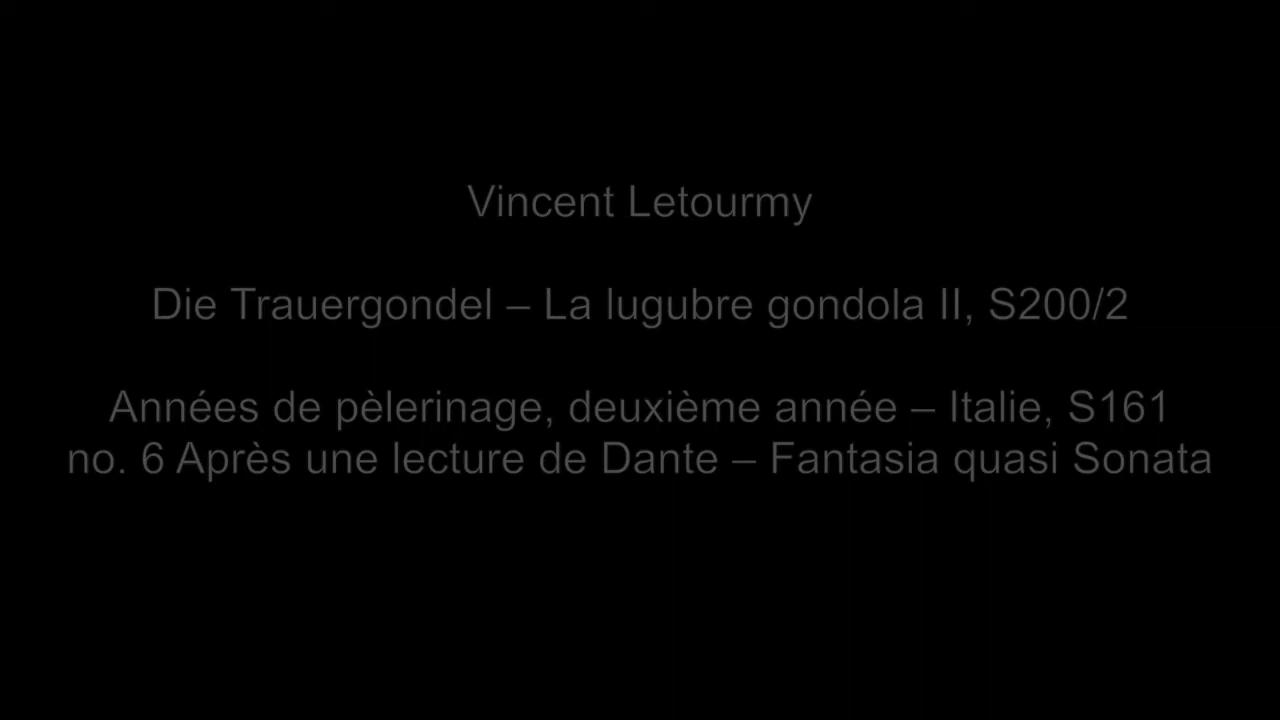 Vincent Letourmy
Die Trauergondel – La lugubre gondola II, S200/2
Années de pèlerinage, deuxième année – Italie, S161
no. 6 Après une lecture de Dante – Fantasia quasi Sonata